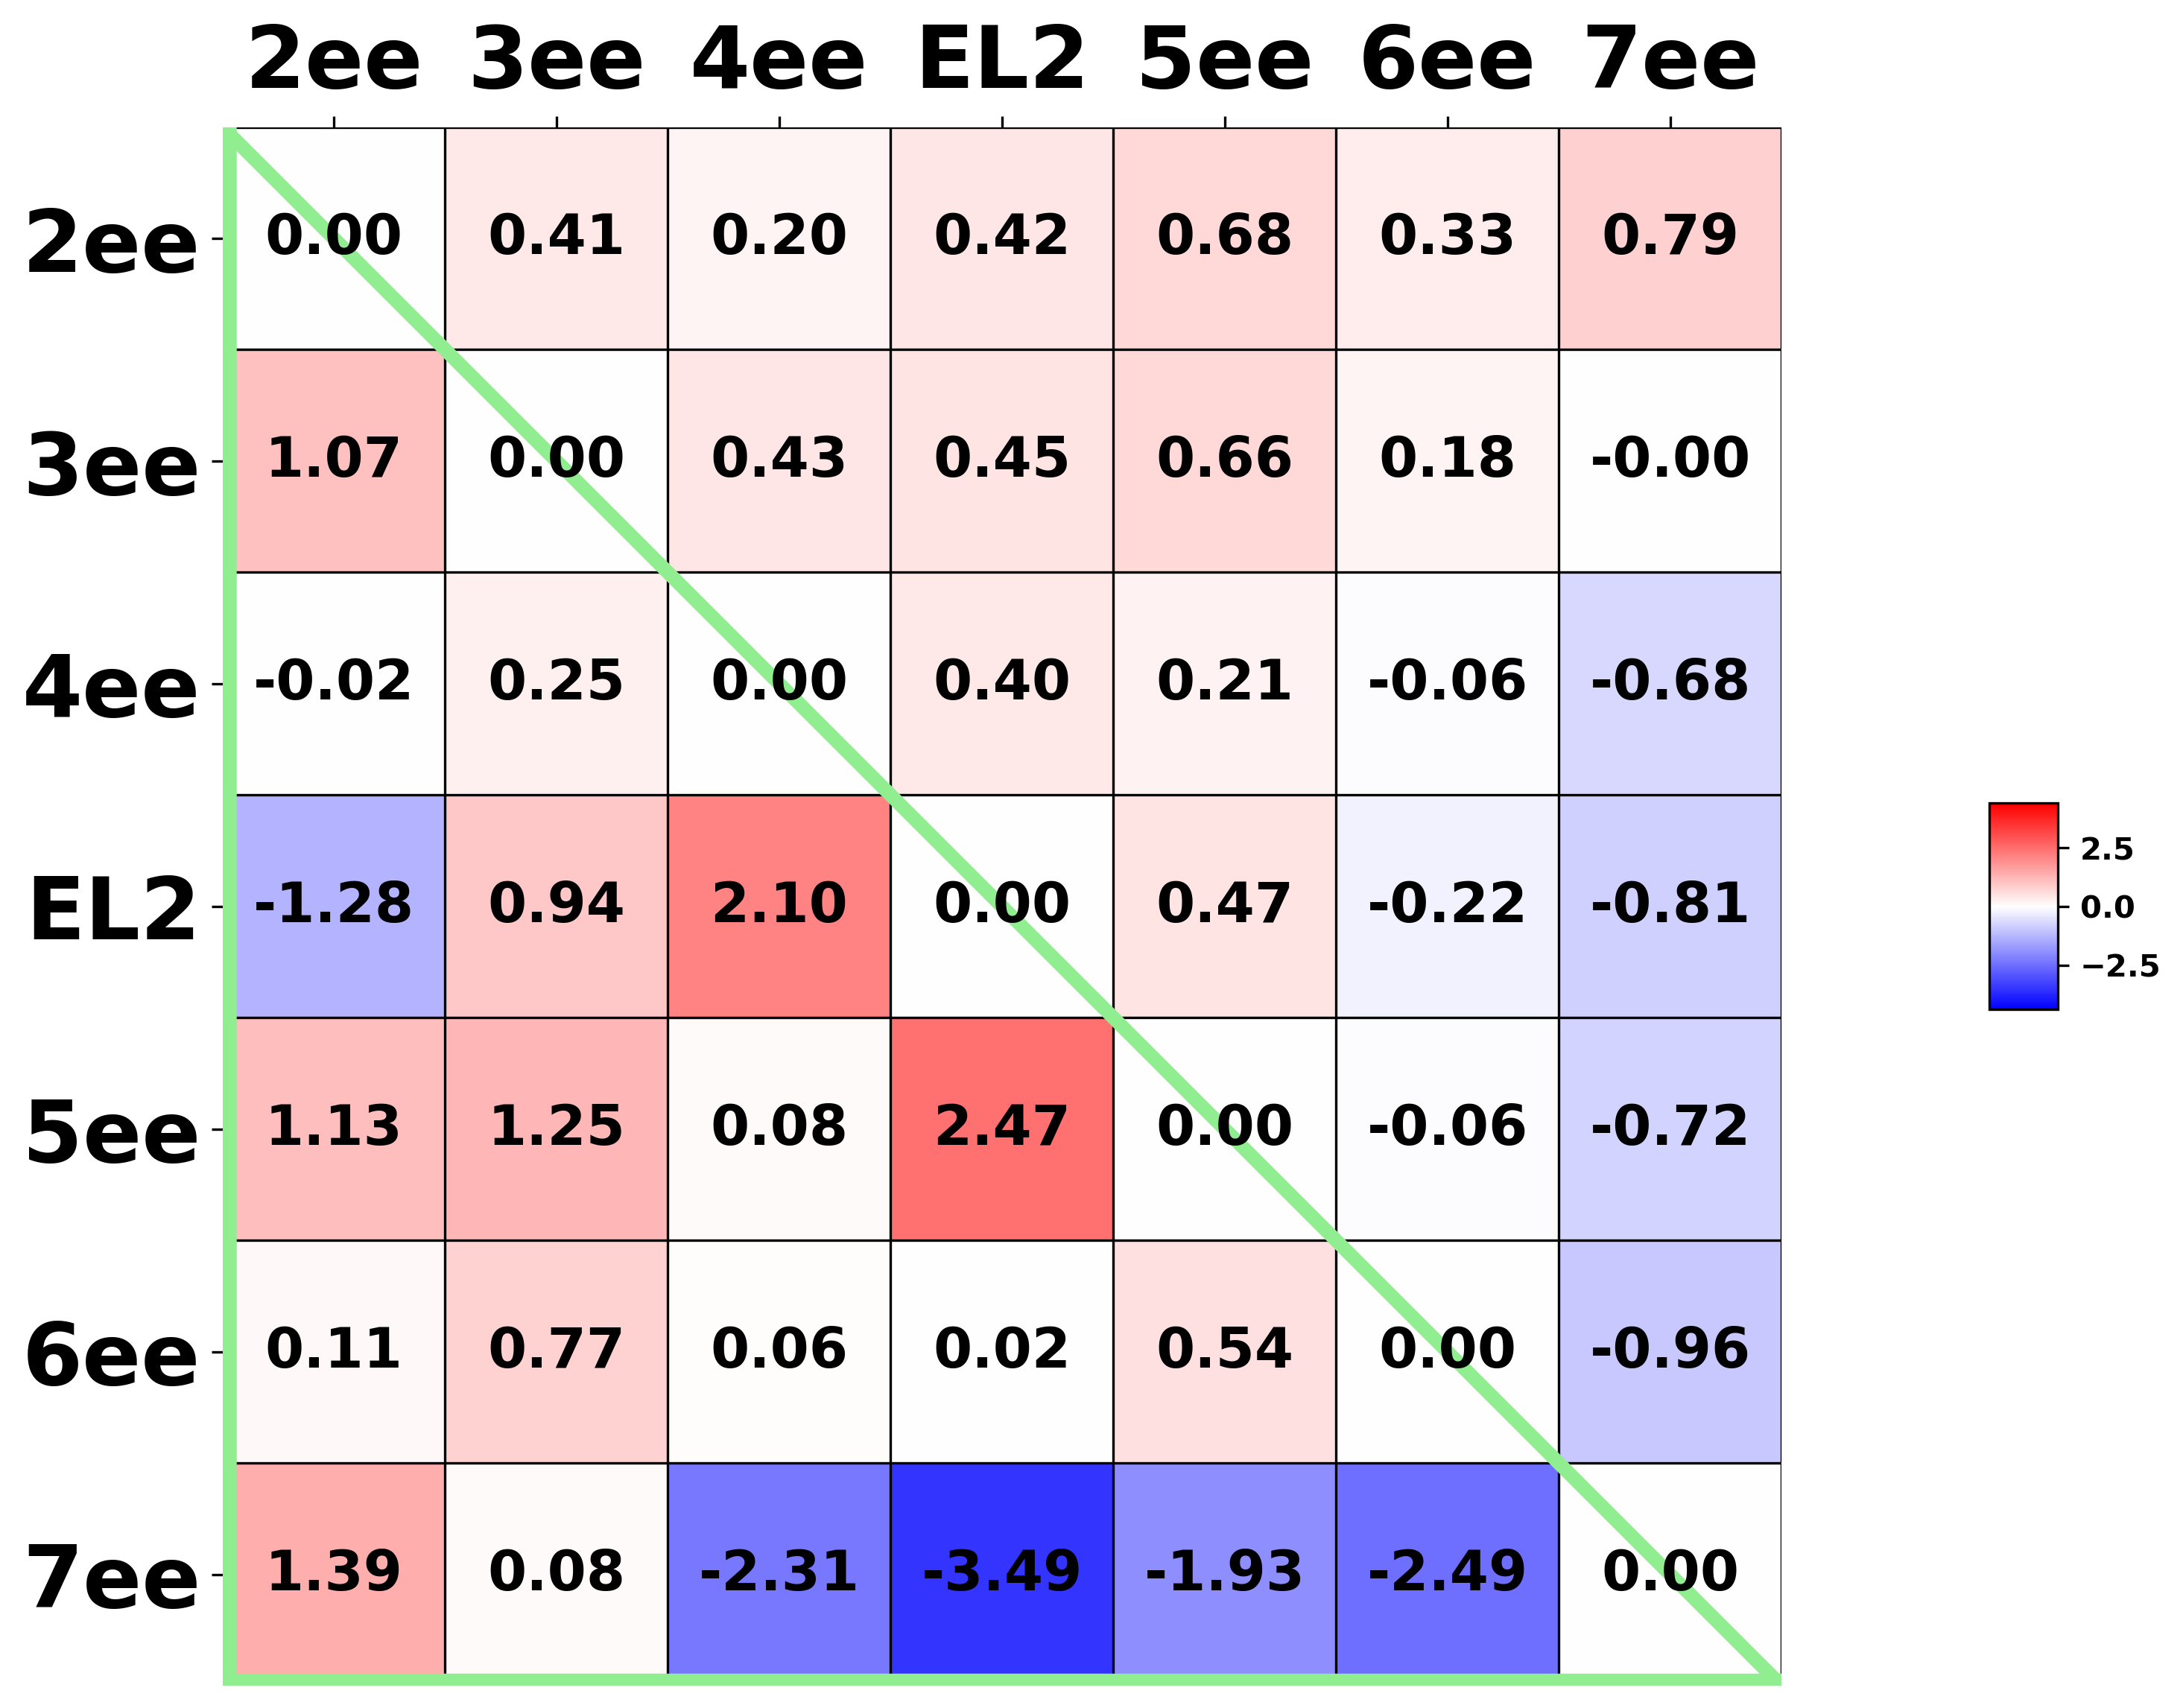 2ee 3ee 4ee EL2 5ee 6ee 7ee
2ee 0.00 0.41 0.20 0.42 0.68 0.33 0.79
3ee 1.07 0.00 0.43 0.45 0.66 0.18 -0.00
4ee -0.02 0.25 0.00 0.40 0.21 -0.06 -0.68
EL2 -1.28 0.94 2.10 0.00 0.47 -0.22 -0.81
5ee 1.13 1.25 0.08 2.47 0.00 -0.06 -0.72
6ee 0.11 0.77 0.06 0.02 0.54 0.00 -0.96
7ee 1.39 0.08 -2.31 -3.49 -1.93 -2.49 0.00
2.5
0.0
−2.5